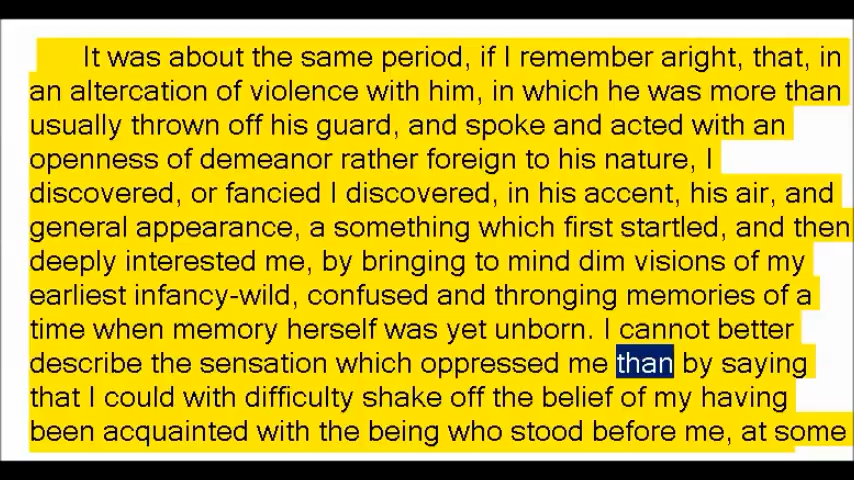 It was about the same period, if I remember aright, that, in
an altercation of violence with him, in which he was more than
usually thrown off his guard, and spoke and acted with an
openness of demeanor rather foreign to his nature, I
discovered, or fancied I discovered, in his accent, his air, and
general appearance, a something which first startled, and then
deeply interested me, by bringing to mind dim visions of my
earliest infancy-wild, confused and thronging memories of a
time when memory herself was yet unborn. I cannot better
describe the sensation which oppressed me than by saying
that I could with difficulty shake off the belief of my having
been acquainted with the being who stood before me, at some